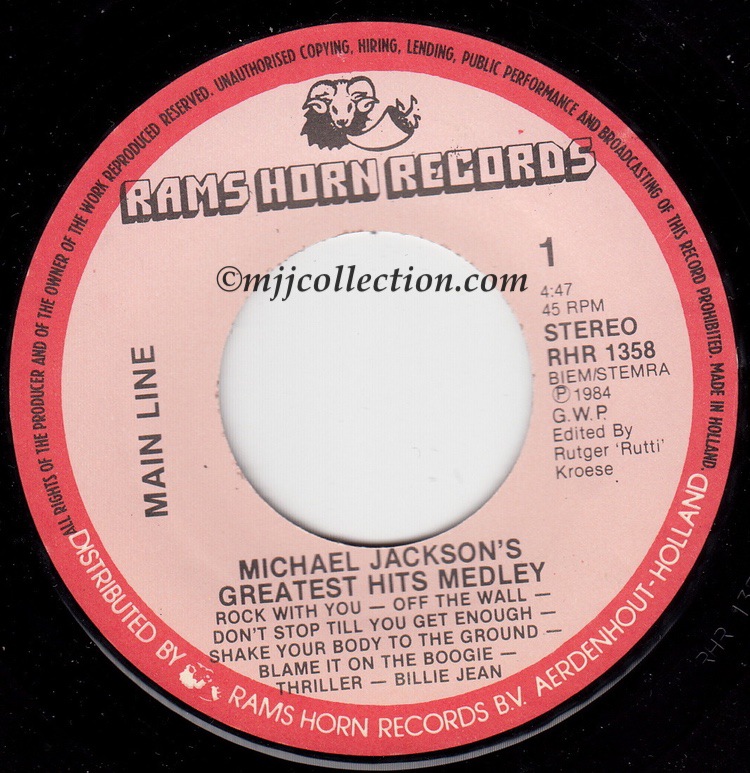 ALL RIGHTS OF THE PRODUCER AND OF THE OWNER OF THE WORK REPRODUCED RESERVED. UNAUTHORISED COPYING, HIRING, LENDING, PUBLIC PERFORMANCE AND BROADCASTING OF THIS RECORD PROHIBITED. MADE IN HOLLAND.
RAMS HORN RECORDS
©mjjcollection.com
1
4:47
45 RPM
STEREO
RHR 1358
BIEM/STEMRA
Ⓟ 1984
G.W.P.
Edited By
Rutger 'Rutti'
Kroese
MAIN LINE
MICHAEL JACKSON'S
GREATEST HITS MEDLEY
ROCK WITH YOU — OFF THE WALL —
DON'T STOP TILL YOU GET ENOUGH —
SHAKE YOUR BODY TO THE GROUND —
BLAME IT ON THE BOOGIE —
THRILLER — BILLIE JEAN
DISTRIBUTED BY RAMS HORN RECORDS B.V. AERDENHOUT-HOLLAND
RHR 13